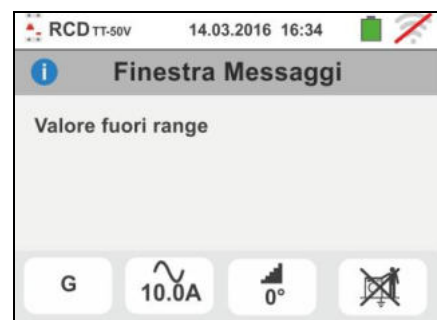 RCD TT-50V 14.03.2016 16:34
i Finestra Messaggi
Valore fuori range
G 10.0A 0°